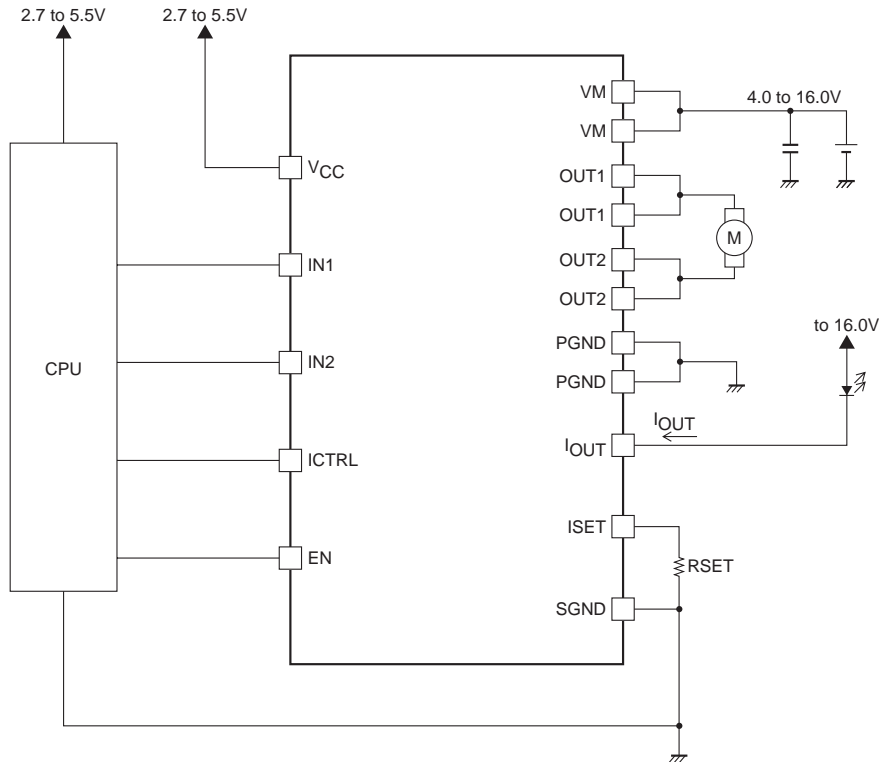 2.7 to 5.5V
2.7 to 5.5V
VM
4.0 to 16.0V
VM
VCC
OUT1
OUT1
M
IN1
OUT2
OUT2
to 16.0V
PGND
CPU
IN2
PGND
IOUT
IOUT
ICTRL
ISET
RSET
EN
SGND